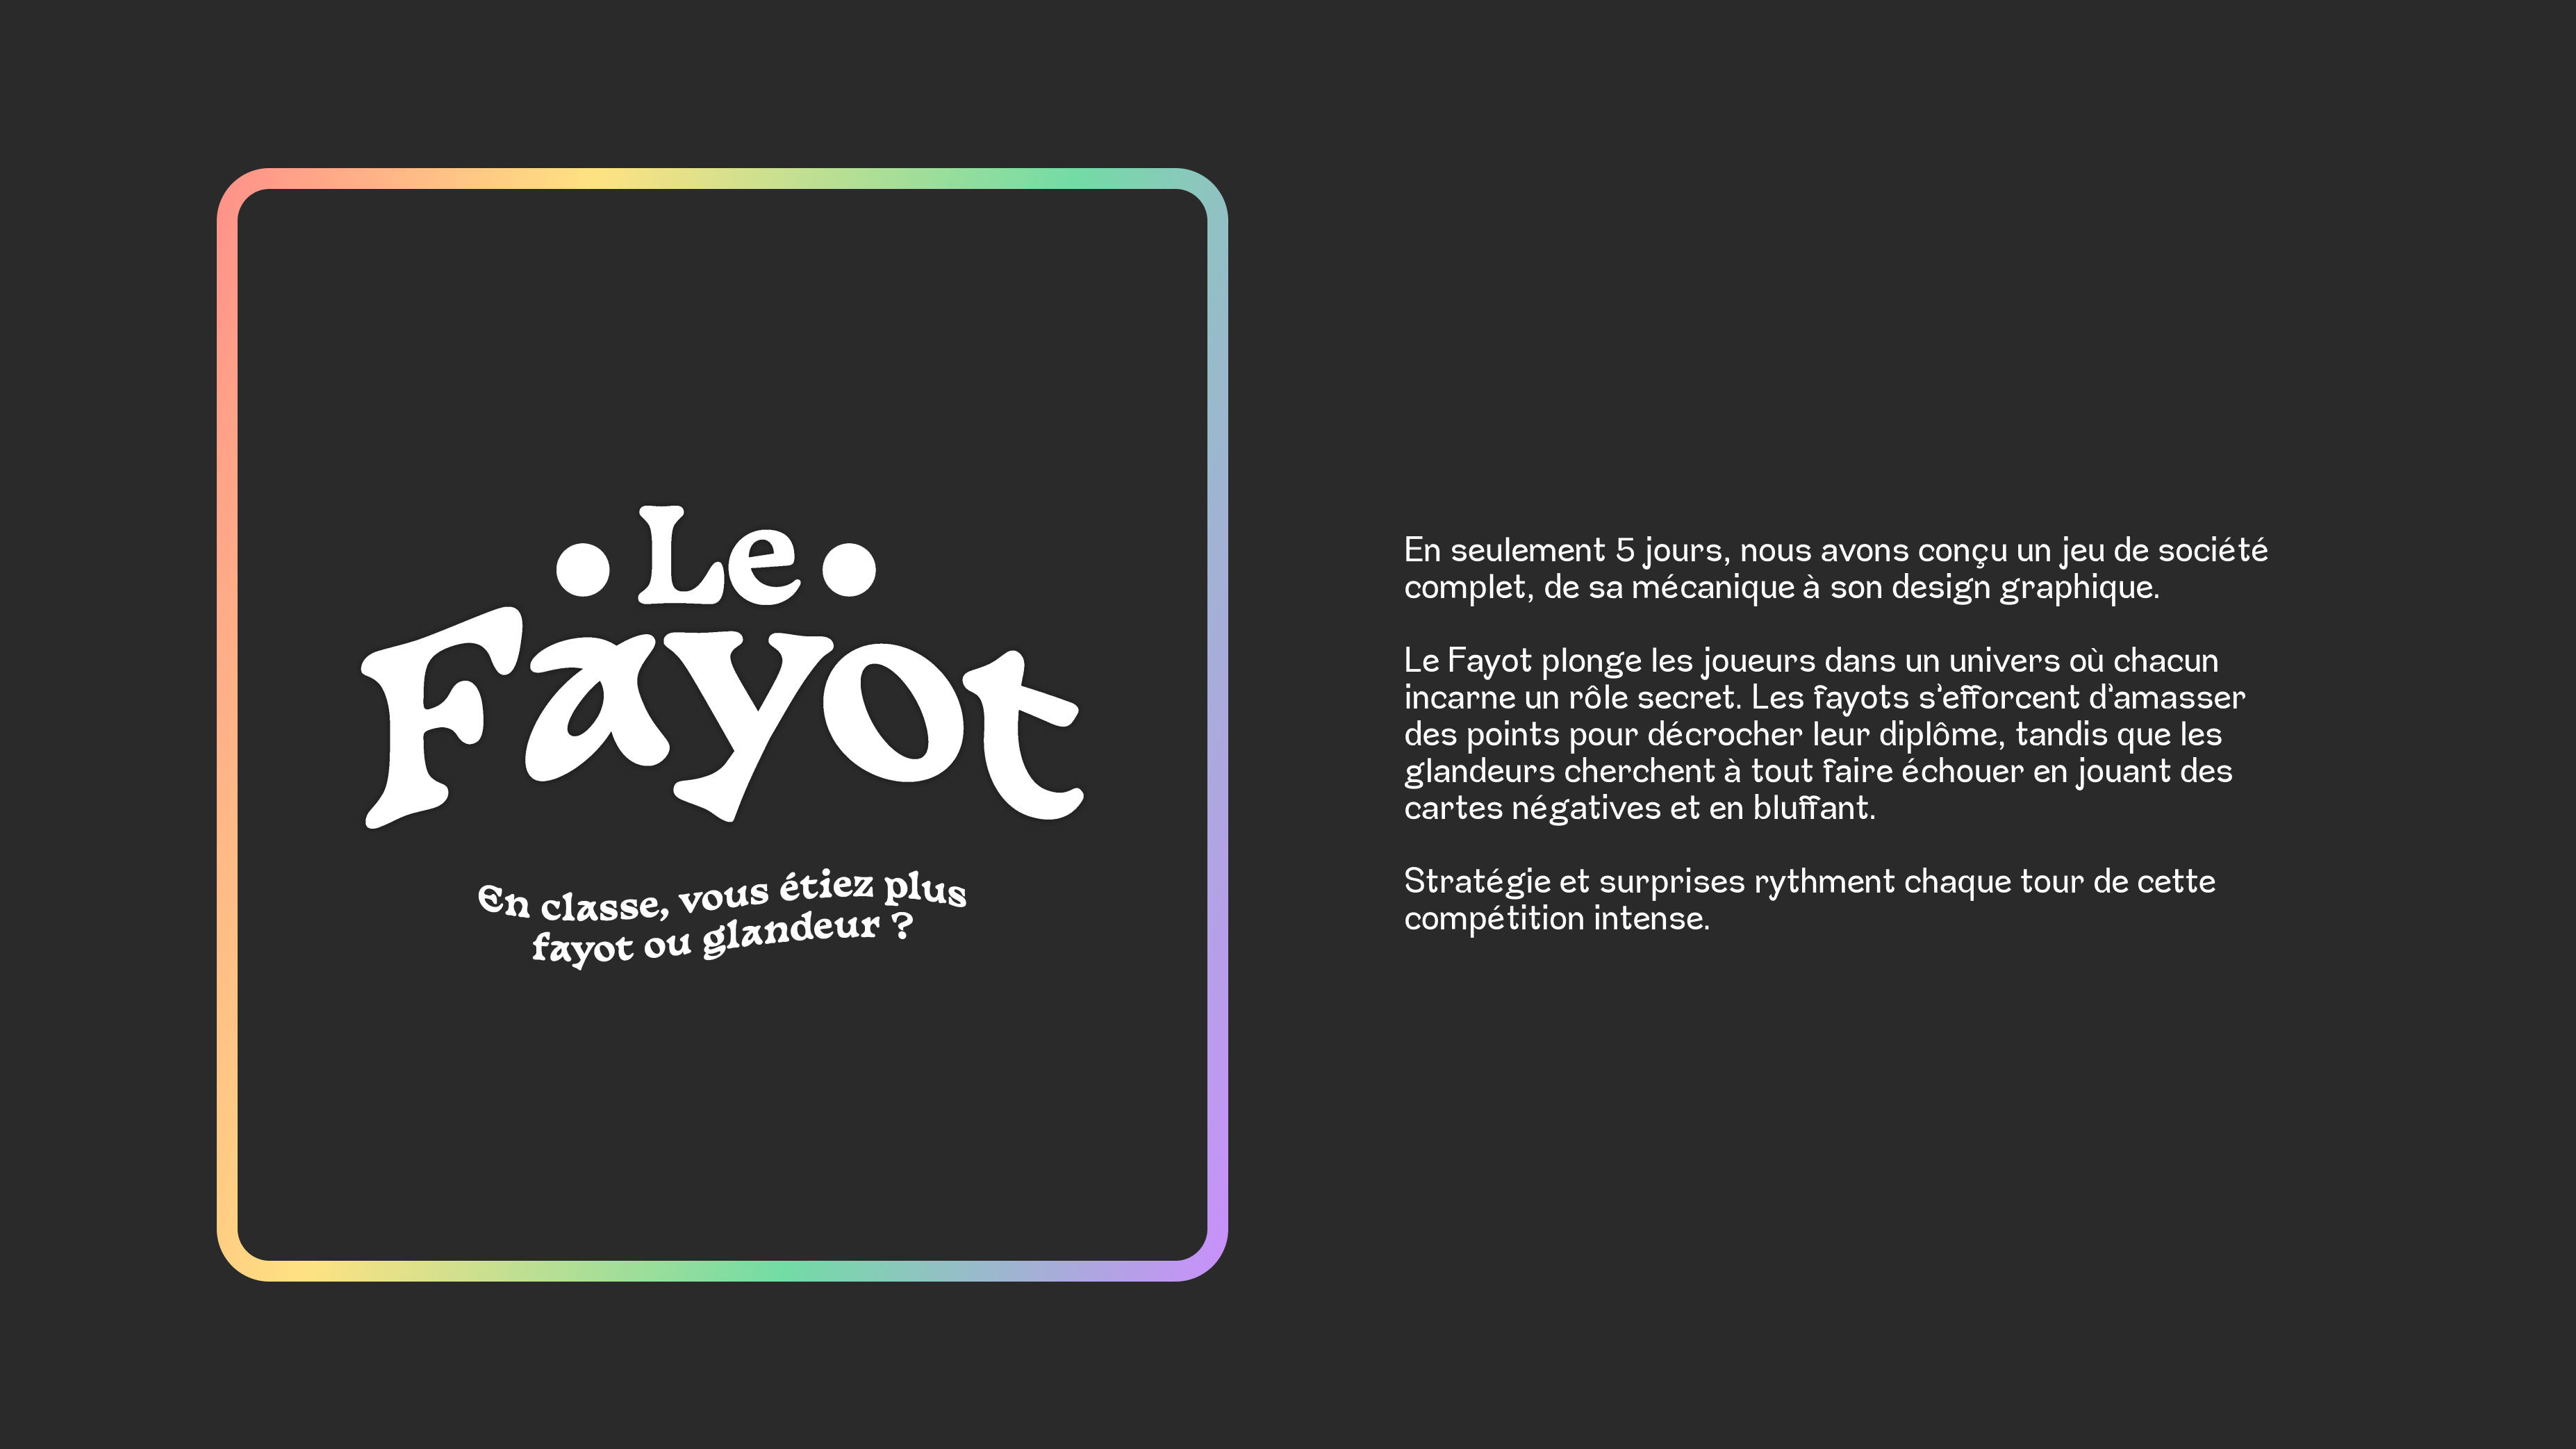 Le
Fayot
En classe, vous étiez plus
fayot ou glandeur ?
En seulement 5 jours, nous avons conçu un jeu de société
complet, de sa mécanique à son design graphique.
Le Fayot plonge les joueurs dans un univers où chacun
incarne un rôle secret. Les fayots s'efforcent d'amasser
des points pour décrocher leur diplôme, tandis que les
glandeurs cherchent à tout faire échouer en jouant des
cartes négatives et en bluffant.
Stratégie et surprises rythment chaque tour de cette
compétition intense.